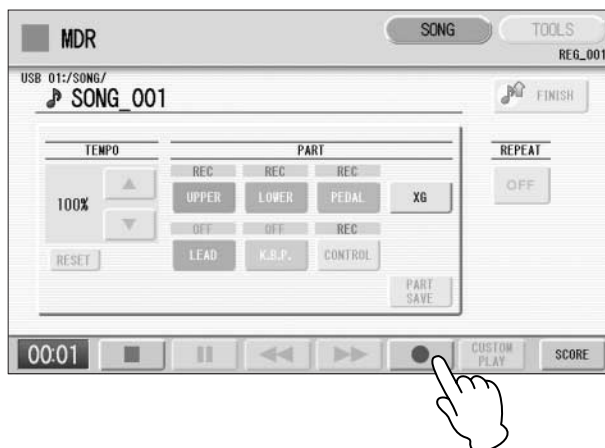 MDR
SONG
TOOLS
REG_001
USB 01:/SONG/
SONG_001
FINISH
TEMPO
PART
REPEAT
REC REC REC
100%
UPPER LOWER PEDAL XG
OFF
OFF OFF REC
RESET
LEAD K.B.P. CONTROL
PART
SAVE
00:01
CUSTOM
PLAY
SCORE